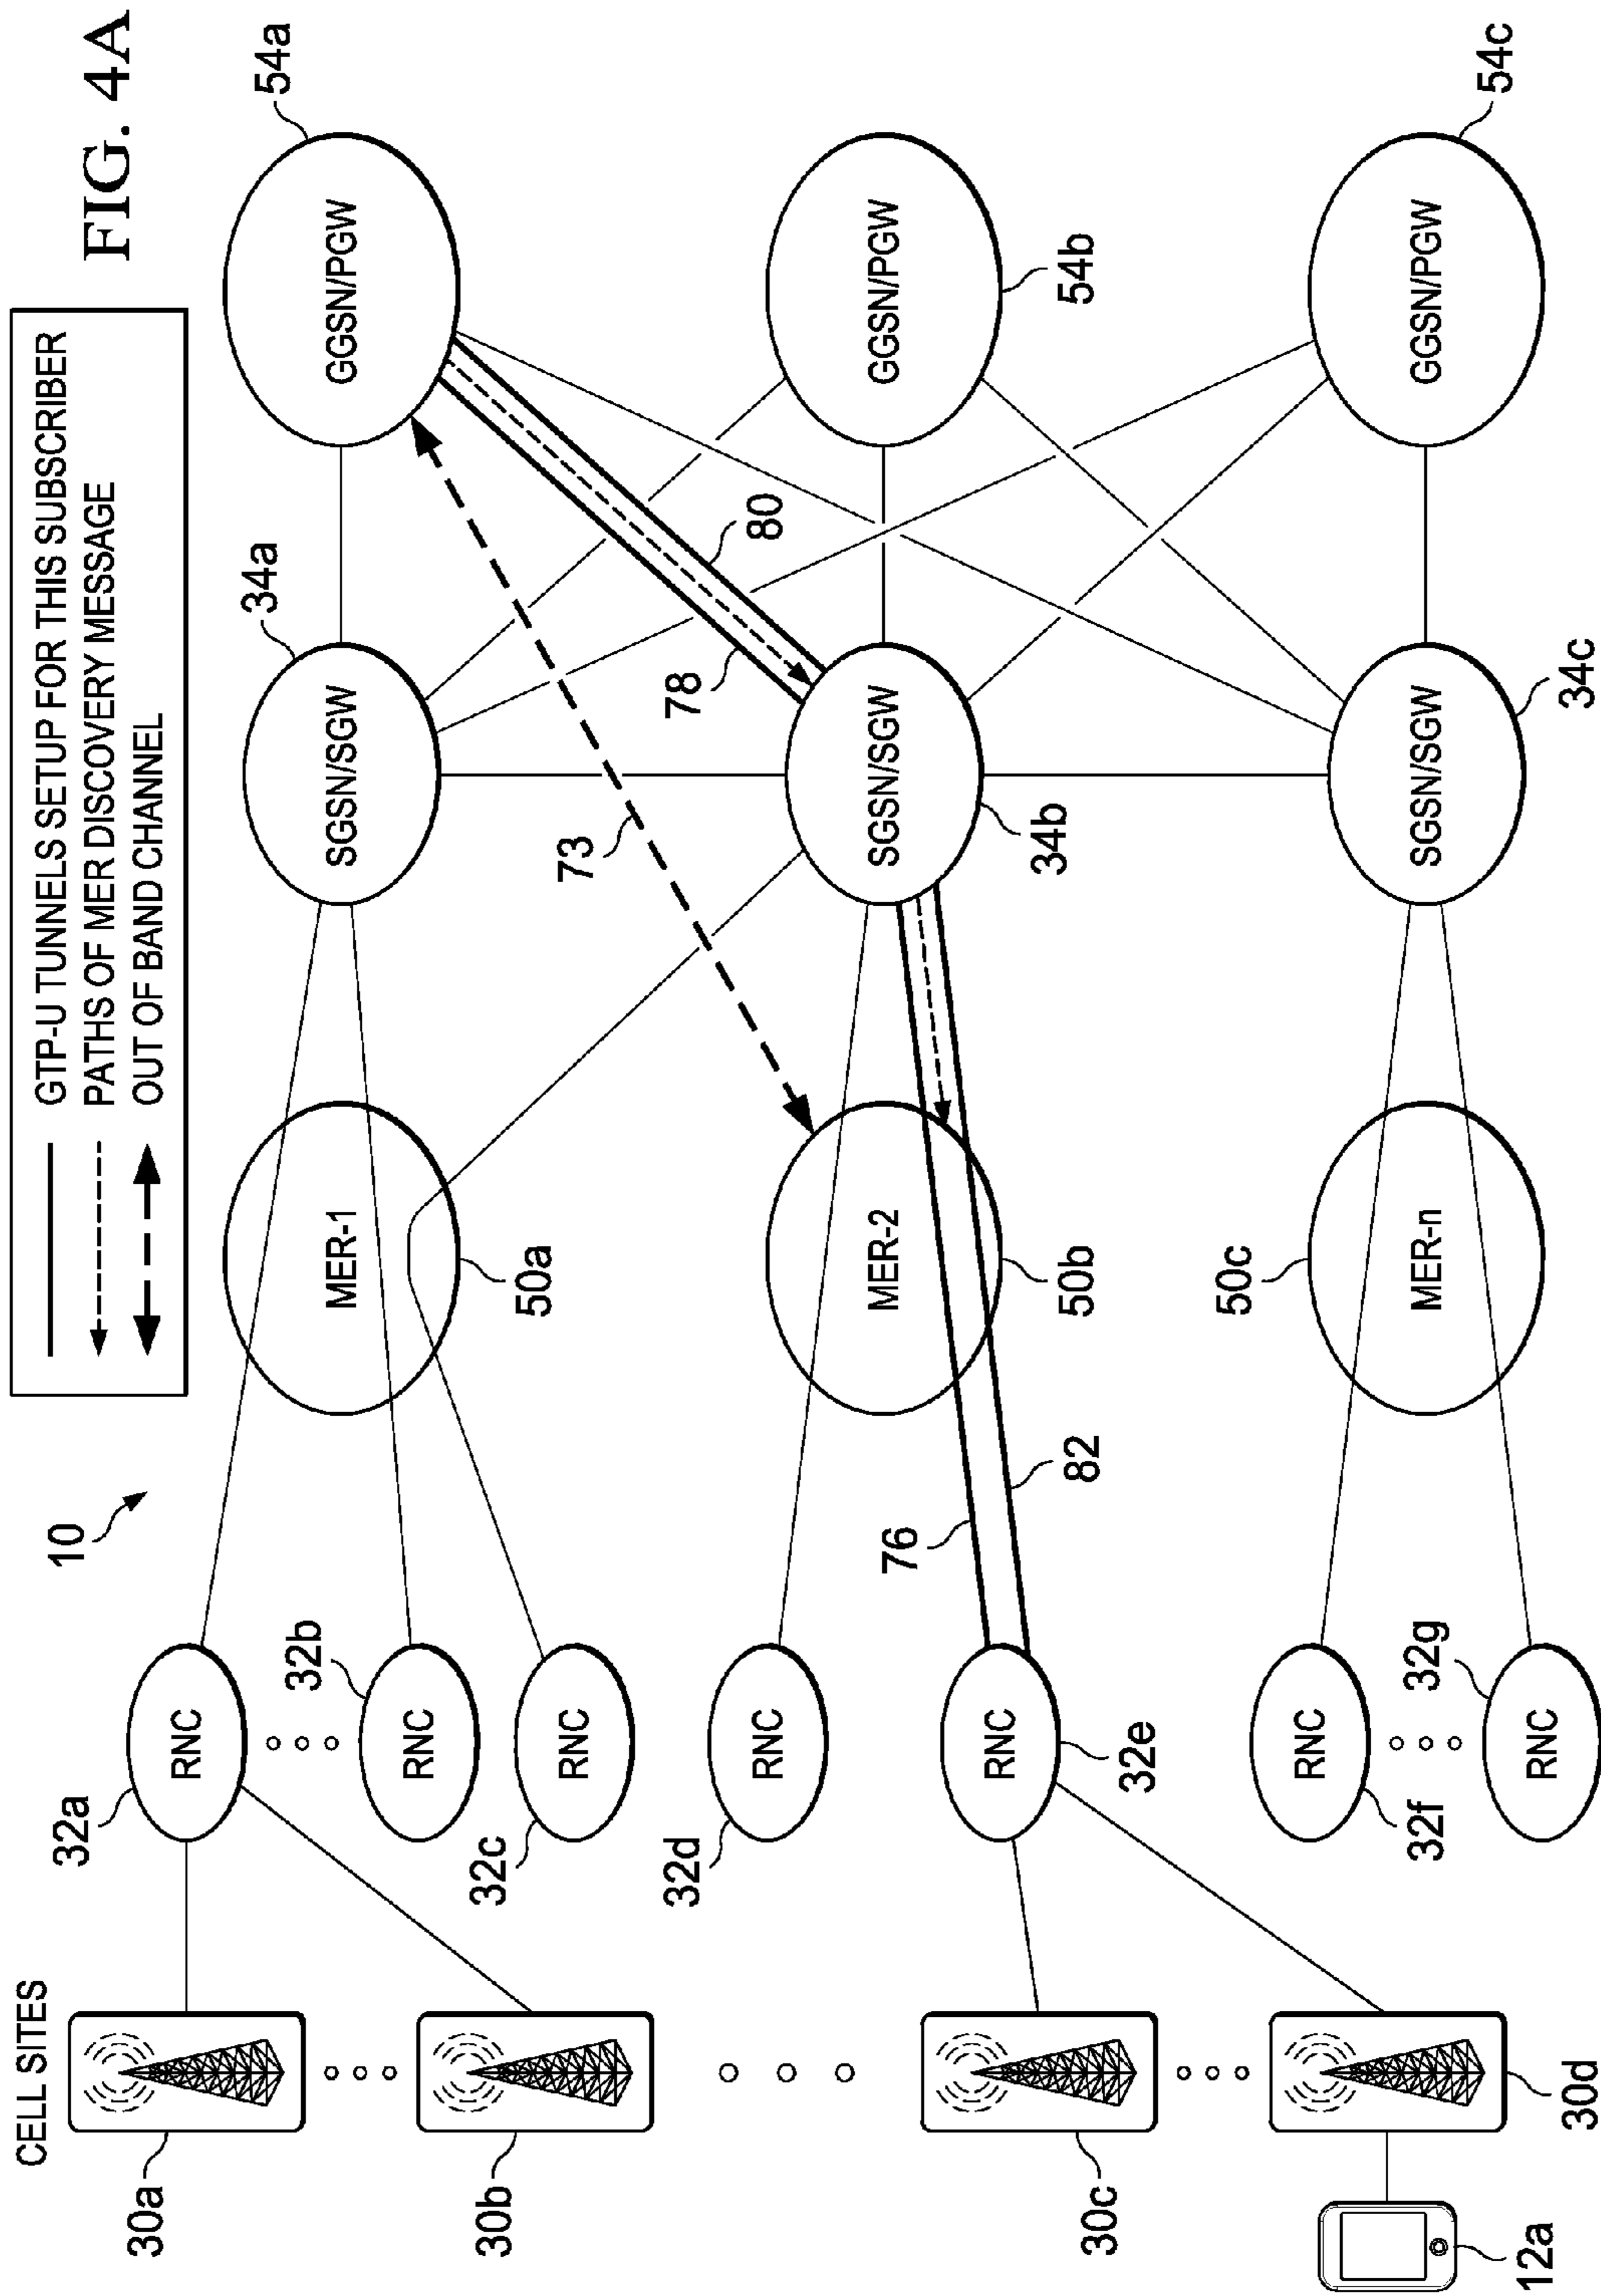 FIG. 4A
GTP-U TUNNELS SETUP FOR THIS SUBSCRIBER
PATHS OF MER DISCOVERY MESSAGE
OUT OF BAND CHANNEL
10
CELL SITES
30a
30b
30c
30d
12a
32a
RNC
32b
RNC
32c
RNC
32d
RNC
RNC
32e
RNC
32f
32g
RNC
MER-1
50a
MER-2
50b
50c
MER-n
76
82
73
34a
SGSN/SGW
SGSN/SGW
34b
SGSN/SGW
34c
78
80
54a
GGSN/PGW
GGSN/PGW
54b
GGSN/PGW
54c